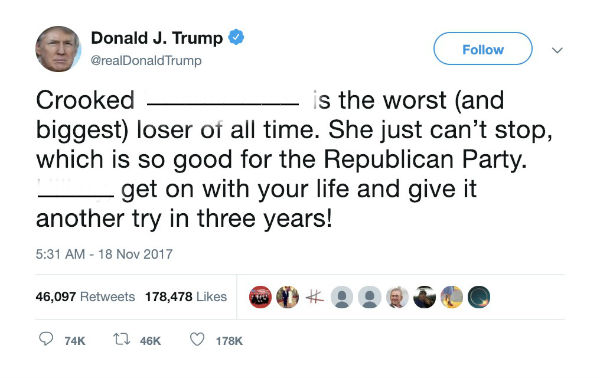 Donald J. Trump
@realDonaldTrump
Follow
Crooked ____________ is the worst (and
biggest) loser of all time. She just can’t stop,
which is so good for the Republican Party.
______ get on with your life and give it
another try in three years!
5:31 AM - 18 Nov 2017
46,097 Retweets 178,478 Likes
74K 46K 178K